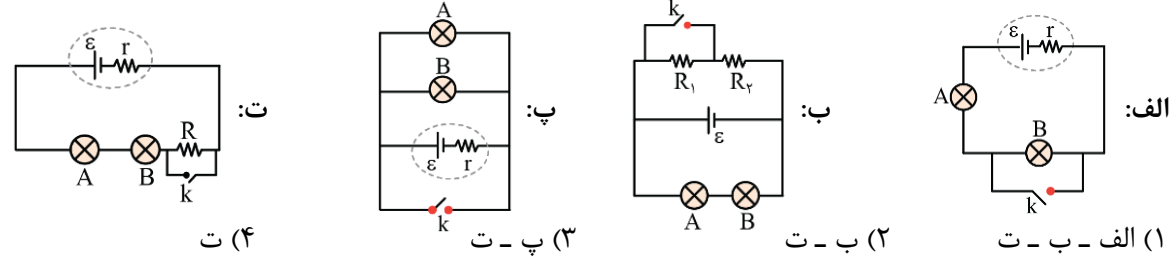 الف:
ε r
A
B
k
ب:
k
R۱ R۲
ε
A B
پ:
A
B
ε r
k
ت:
ε r
A B R
k
۱) الف ـ ب ـ ت
۲) ب ـ ت
۳) پ ـ ت
۴) ت